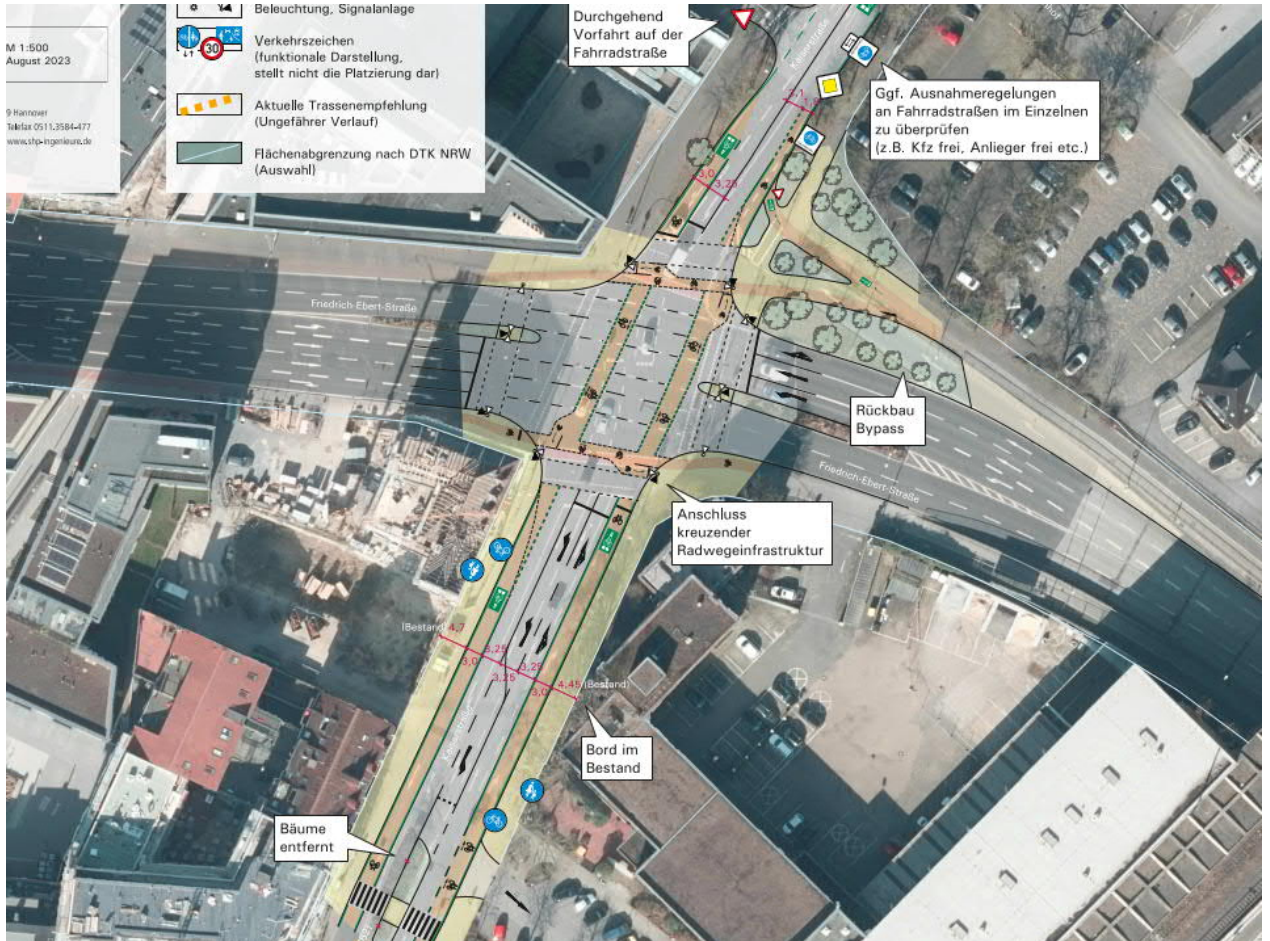 M 1:500
August 2023
9 Hannover
Telefax 0511.3584-477
www.shp-ingenieure.de
Beleuchtung, Signalanlage
30
Verkehrszeichen
(funktionale Darstellung,
stellt nicht die Platzierung dar)
Aktuelle Trassenempfehlung
(Ungefährer Verlauf)
Flächenabgrenzung nach DTK NRW
(Auswahl)
Durchgehend
Vorfahrt auf der
Fahrradstraße
Ggf. Ausnahmeregelungen
an Fahrradstraßen im Einzelnen
zu überprüfen
(z.B. Kfz frei, Anlieger frei etc.)
3,0
3,25
Friedrich-Ebert-Straße
Rückbau
Bypass
Friedrich-Ebert-Straße
Anschluss
kreuzender
Radwegeinfrastruktur
(Bestand) 4,7
3,0
3,25
3,25
3,25
3,0
4,45 (Bestand)
Bord im
Bestand
Bäume
entfernt